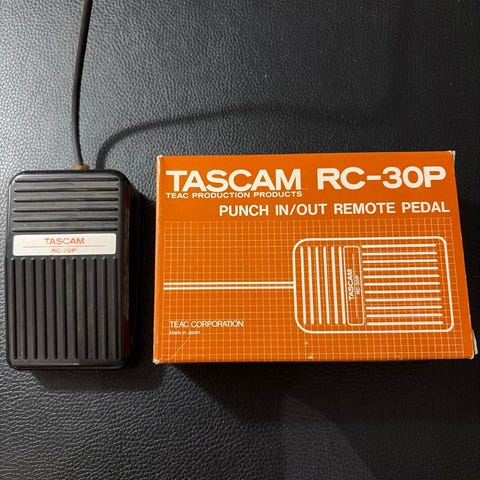 TASCAM
RC-30P
TASCAM RC-30P
TEAC PRODUCTION PRODUCTS
PUNCH IN/OUT REMOTE PEDAL
TASCAM
RC-30P
TEAC CORPORATION
Made in Japan